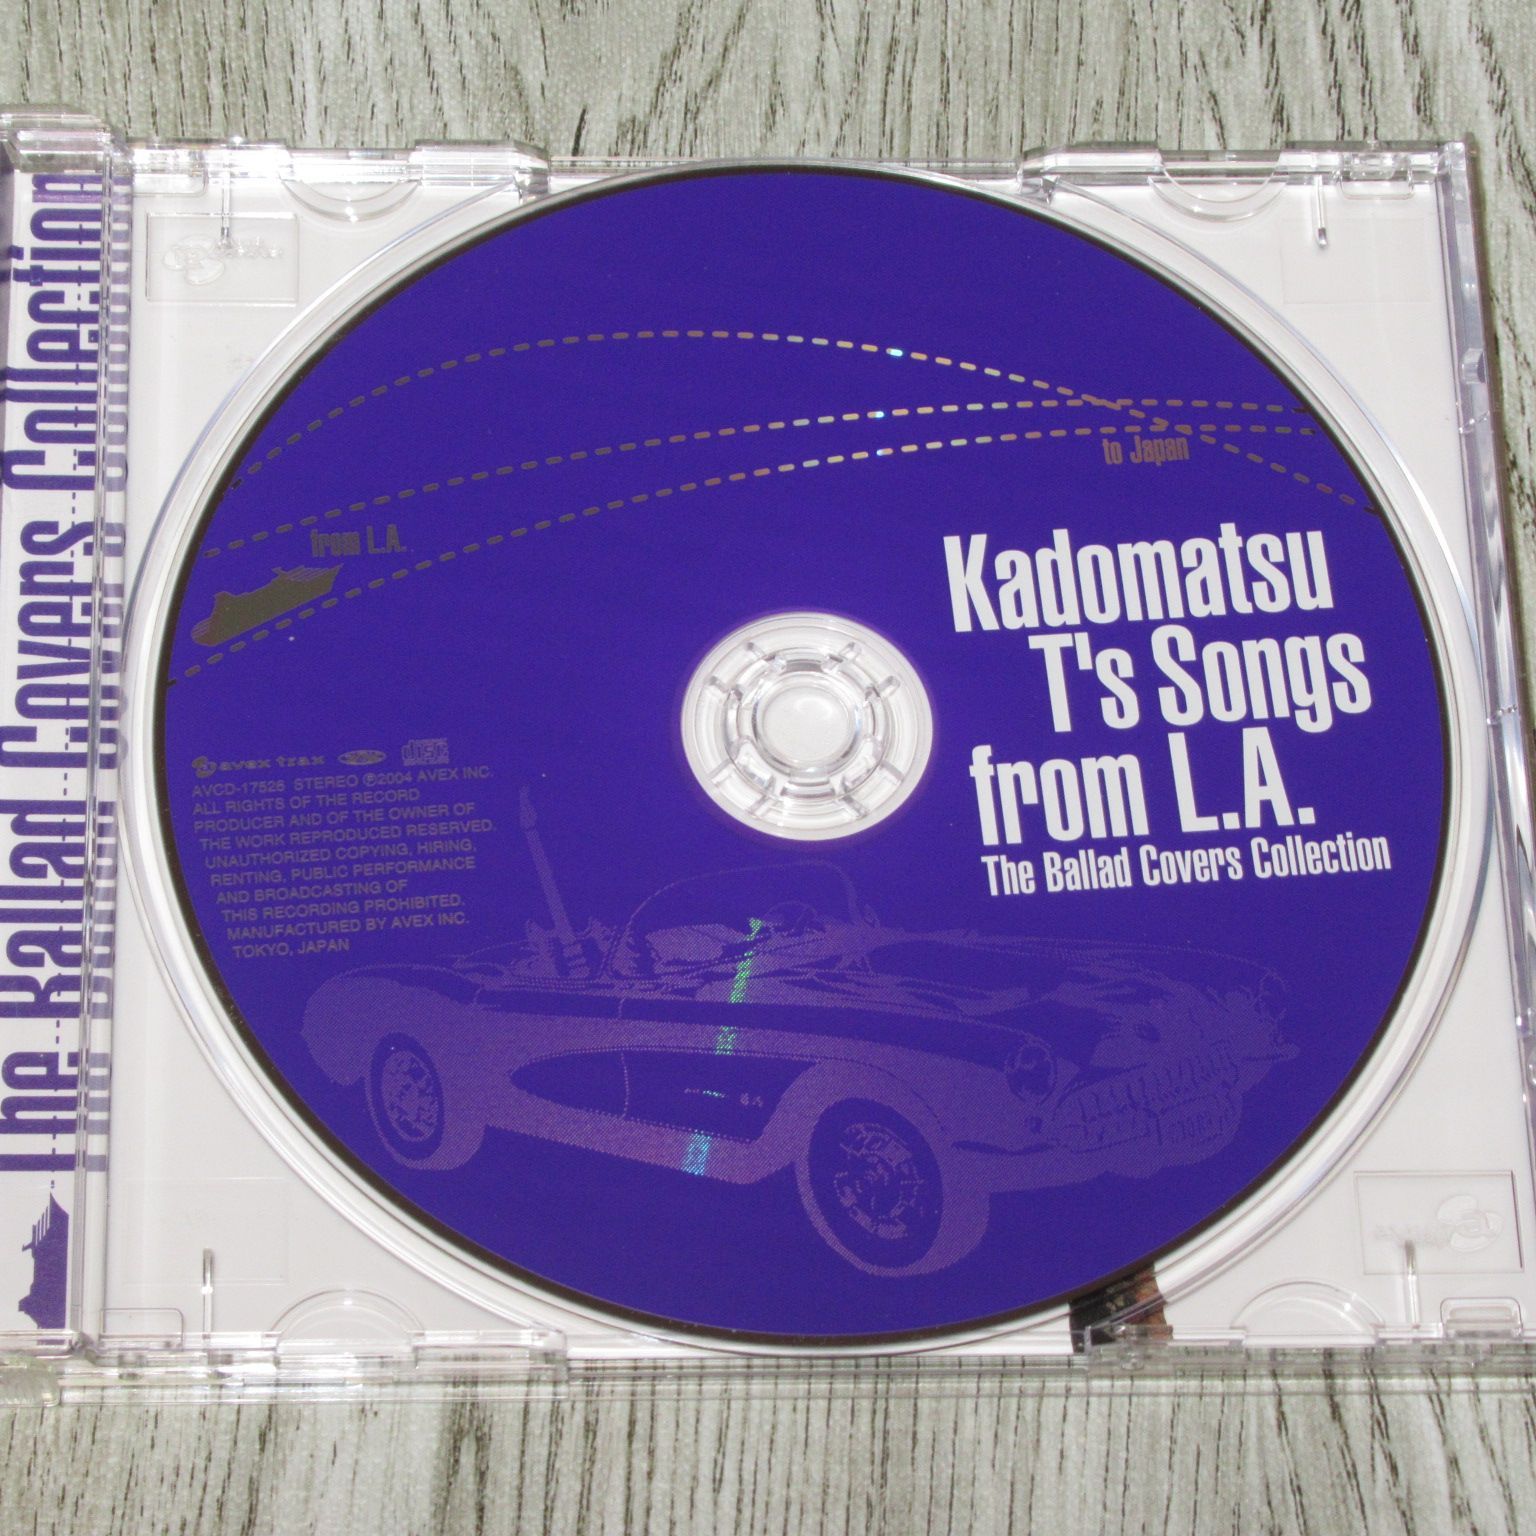 The Ballad Covers Collection
to Japan
from L.A.
Kadomatsu
T's Songs
from L.A.
The Ballad Covers Collection
avex trax
AVCD-17526 STEREO ℗2004 AVEX INC.
ALL RIGHTS OF THE RECORD
PRODUCER AND OF THE OWNER OF
THE WORK REPRODUCED RESERVED.
UNAUTHORIZED COPYING, HIRING,
RENTING, PUBLIC PERFORMANCE
AND BROADCASTING OF
THIS RECORDING PROHIBITED.
MANUFACTURED BY AVEX INC.
TOKYO, JAPAN